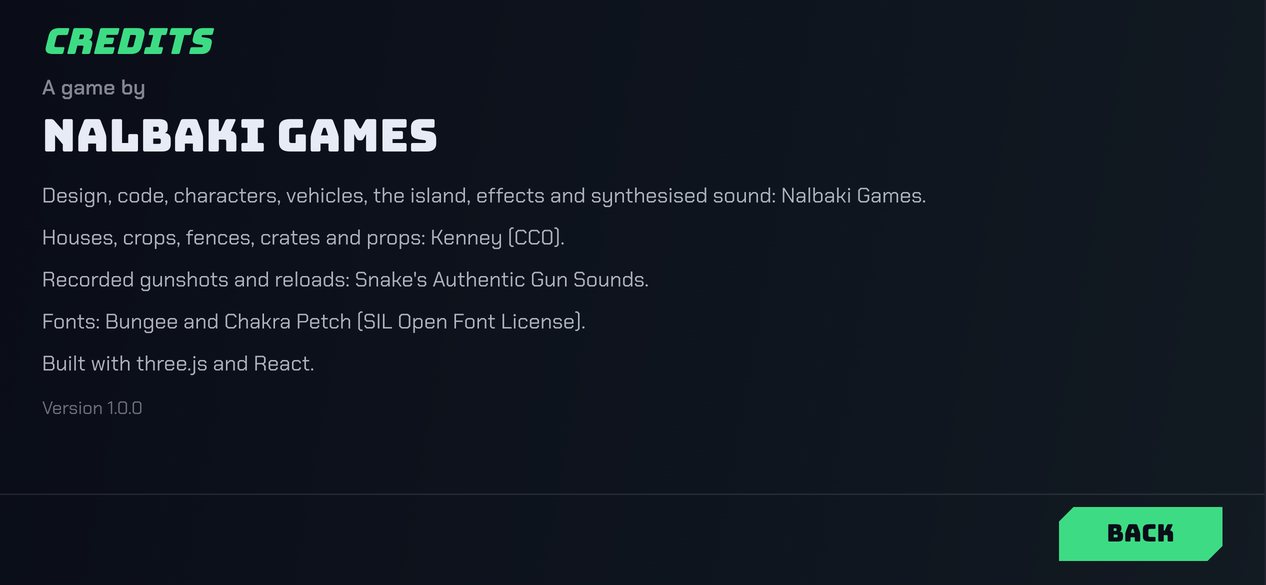 CREDITS
A game by
NALBAKI GAMES
Design, code, characters, vehicles, the island, effects and synthesised sound: Nalbaki Games.
Houses, crops, fences, crates and props: Kenney (CC0).
Recorded gunshots and reloads: Snake's Authentic Gun Sounds.
Fonts: Bungee and Chakra Petch (SIL Open Font License).
Built with three.js and React.
Version 1.0.0
BACK